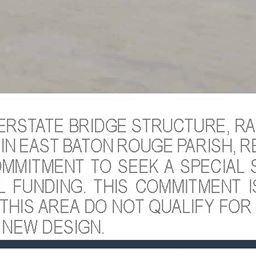 ERSTATE BRIDGE STRUCTURE, RA
IN EAST BATON ROUGE PARISH, RE
OMMITMENT TO SEEK A SPECIAL S
L FUNDING. THIS COMMITMENT IS
THIS AREA DO NOT QUALIFY FOR
NEW DESIGN.